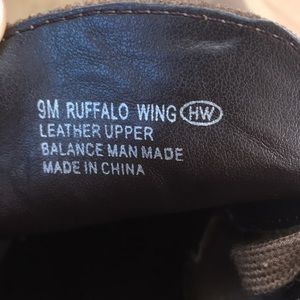 9M RUFFALO WING HW
LEATHER UPPER
BALANCE MAN MADE
MADE IN CHINA